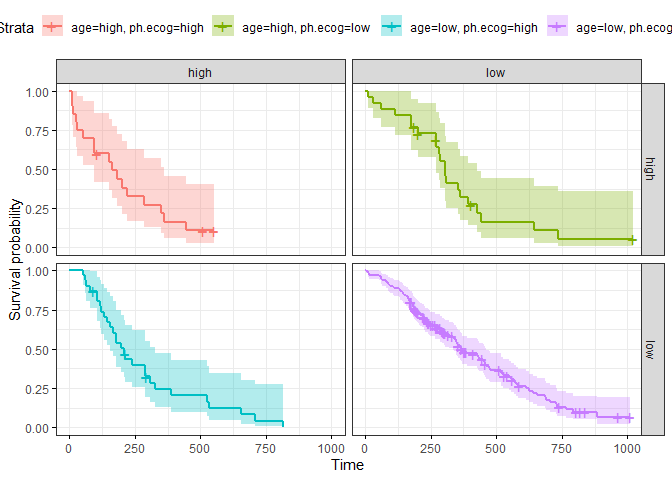 Strata age=high, ph.ecog=high age=high, ph.ecog=low age=low, ph.ecog=high age=low, ph.eco
high low
1.00
0.75
0.50
0.25
0.00
high
1.00
0.75
0.50
0.25
0.00
low
Survival probability
0 250 500 750 1000 0 250 500 750 1000
Time